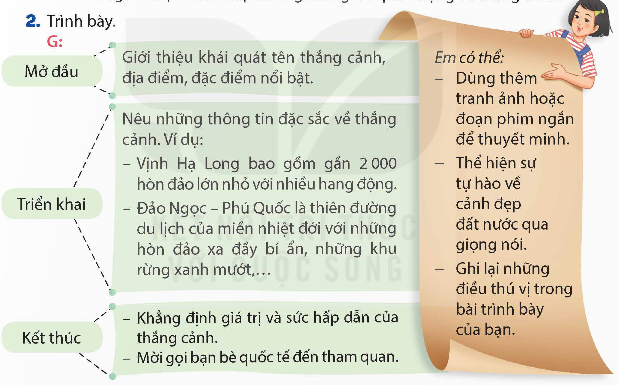 2. Trình bày.
G:
Mở đầu
Giới thiệu khái quát tên thắng cảnh,
địa điểm, đặc điểm nổi bật.
Triển khai
Nêu những thông tin đặc sắc về thắng
cảnh. Ví dụ:
– Vịnh Hạ Long bao gồm gần 2 000
hòn đảo lớn nhỏ với nhiều hang động.
– Đảo Ngọc – Phú Quốc là thiên đường
du lịch của miền nhiệt đới với những
hòn đảo xa đầy bí ẩn, những khu
rừng xanh mướt,...
Kết thúc
– Khẳng định giá trị và sức hấp dẫn của
thắng cảnh.
– Mời gọi bạn bè quốc tế đến tham quan.
Em có thể:
– Dùng thêm
tranh ảnh hoặc
đoạn phim ngắn
để thuyết minh.
– Thể hiện sự
tự hào về
cảnh đẹp
đất nước qua
giọng nói.
– Ghi lại những
điều thú vị trong
bài trình bày
của bạn.